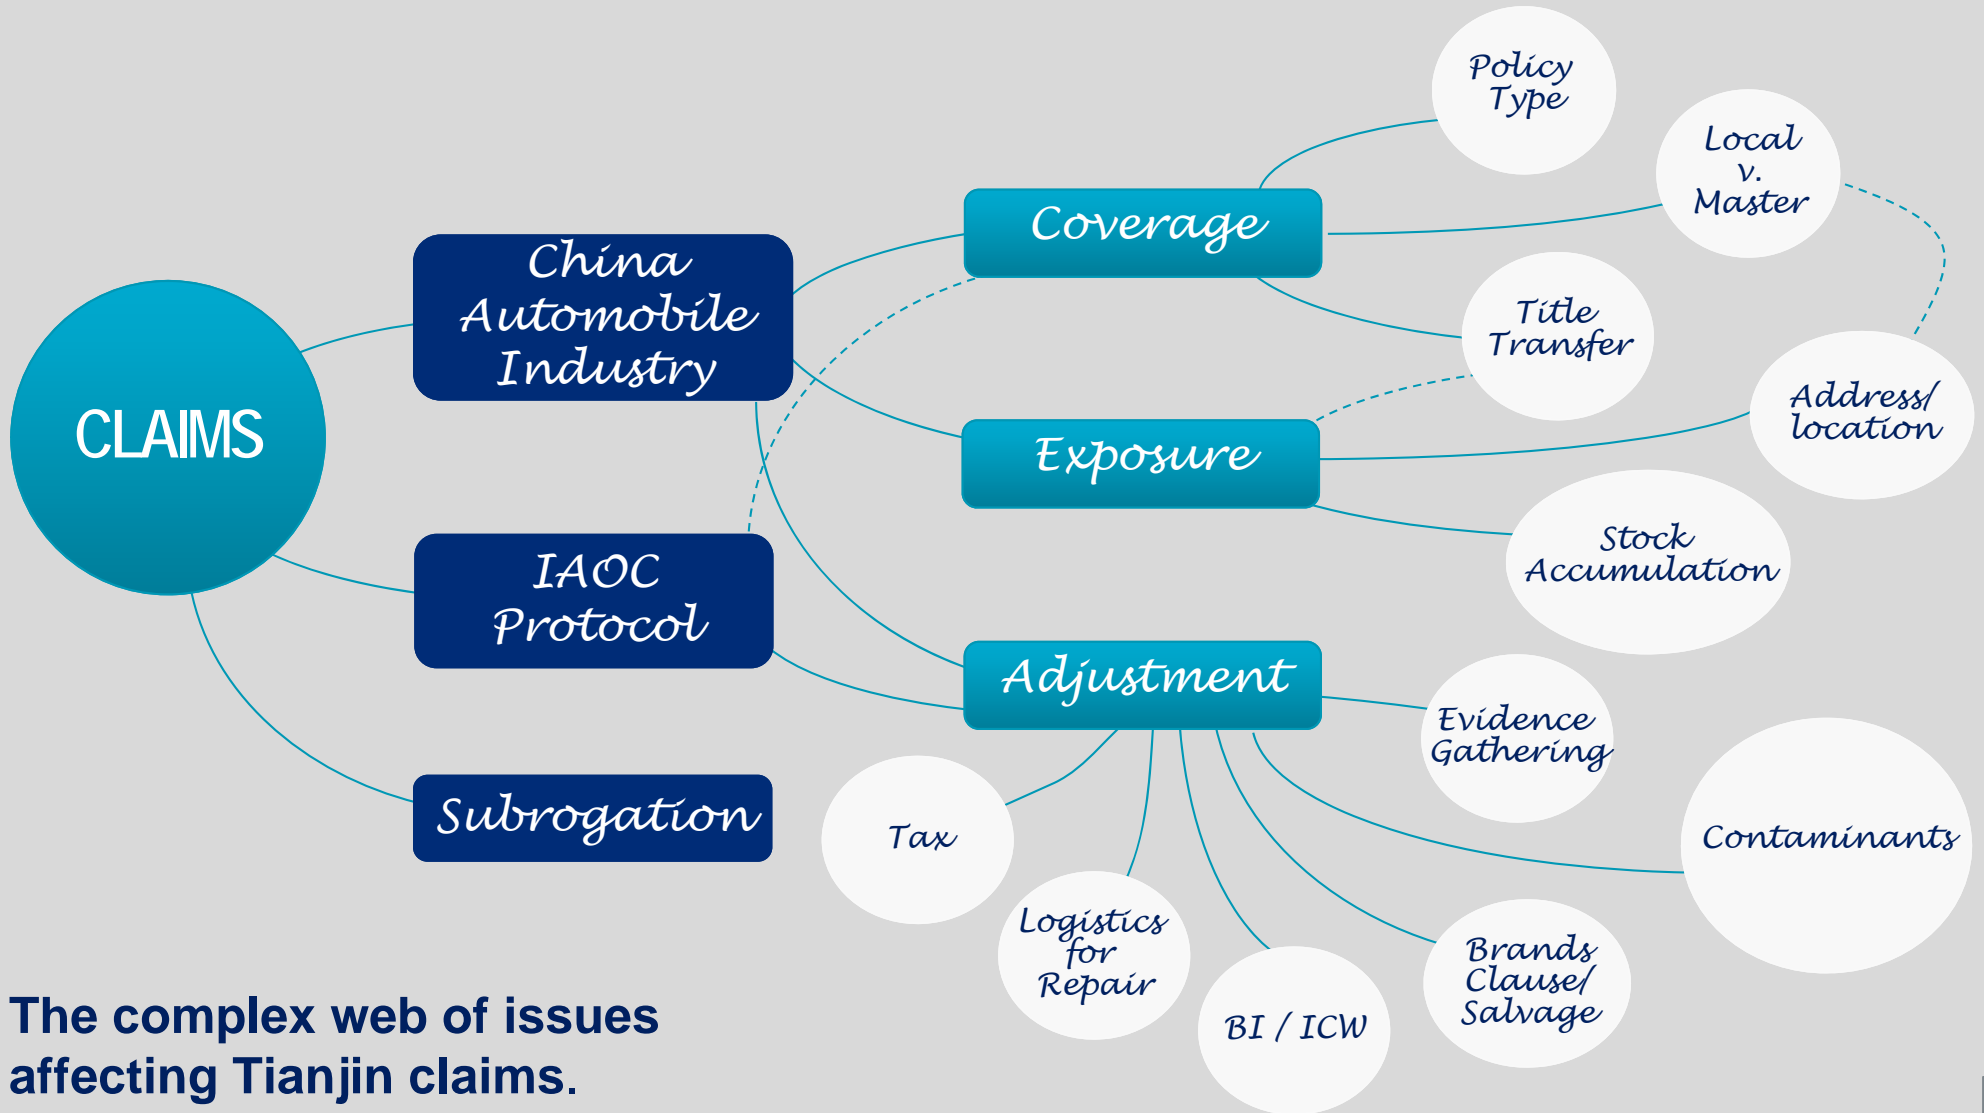 CLAIMS
China
Automobile
Industry
IAOC
Protocol
Subrogation
Coverage
Exposure
Adjustment
Policy
Type
Local
v.
Master
Title
Transfer
Address/
location
Stock
Accumulation
Evidence
Gathering
Contaminants
Tax
Logistics
for
Repair
BI / ICW
Brands
Clause/
Salvage
The complex web of issues
affecting Tianjin claims.